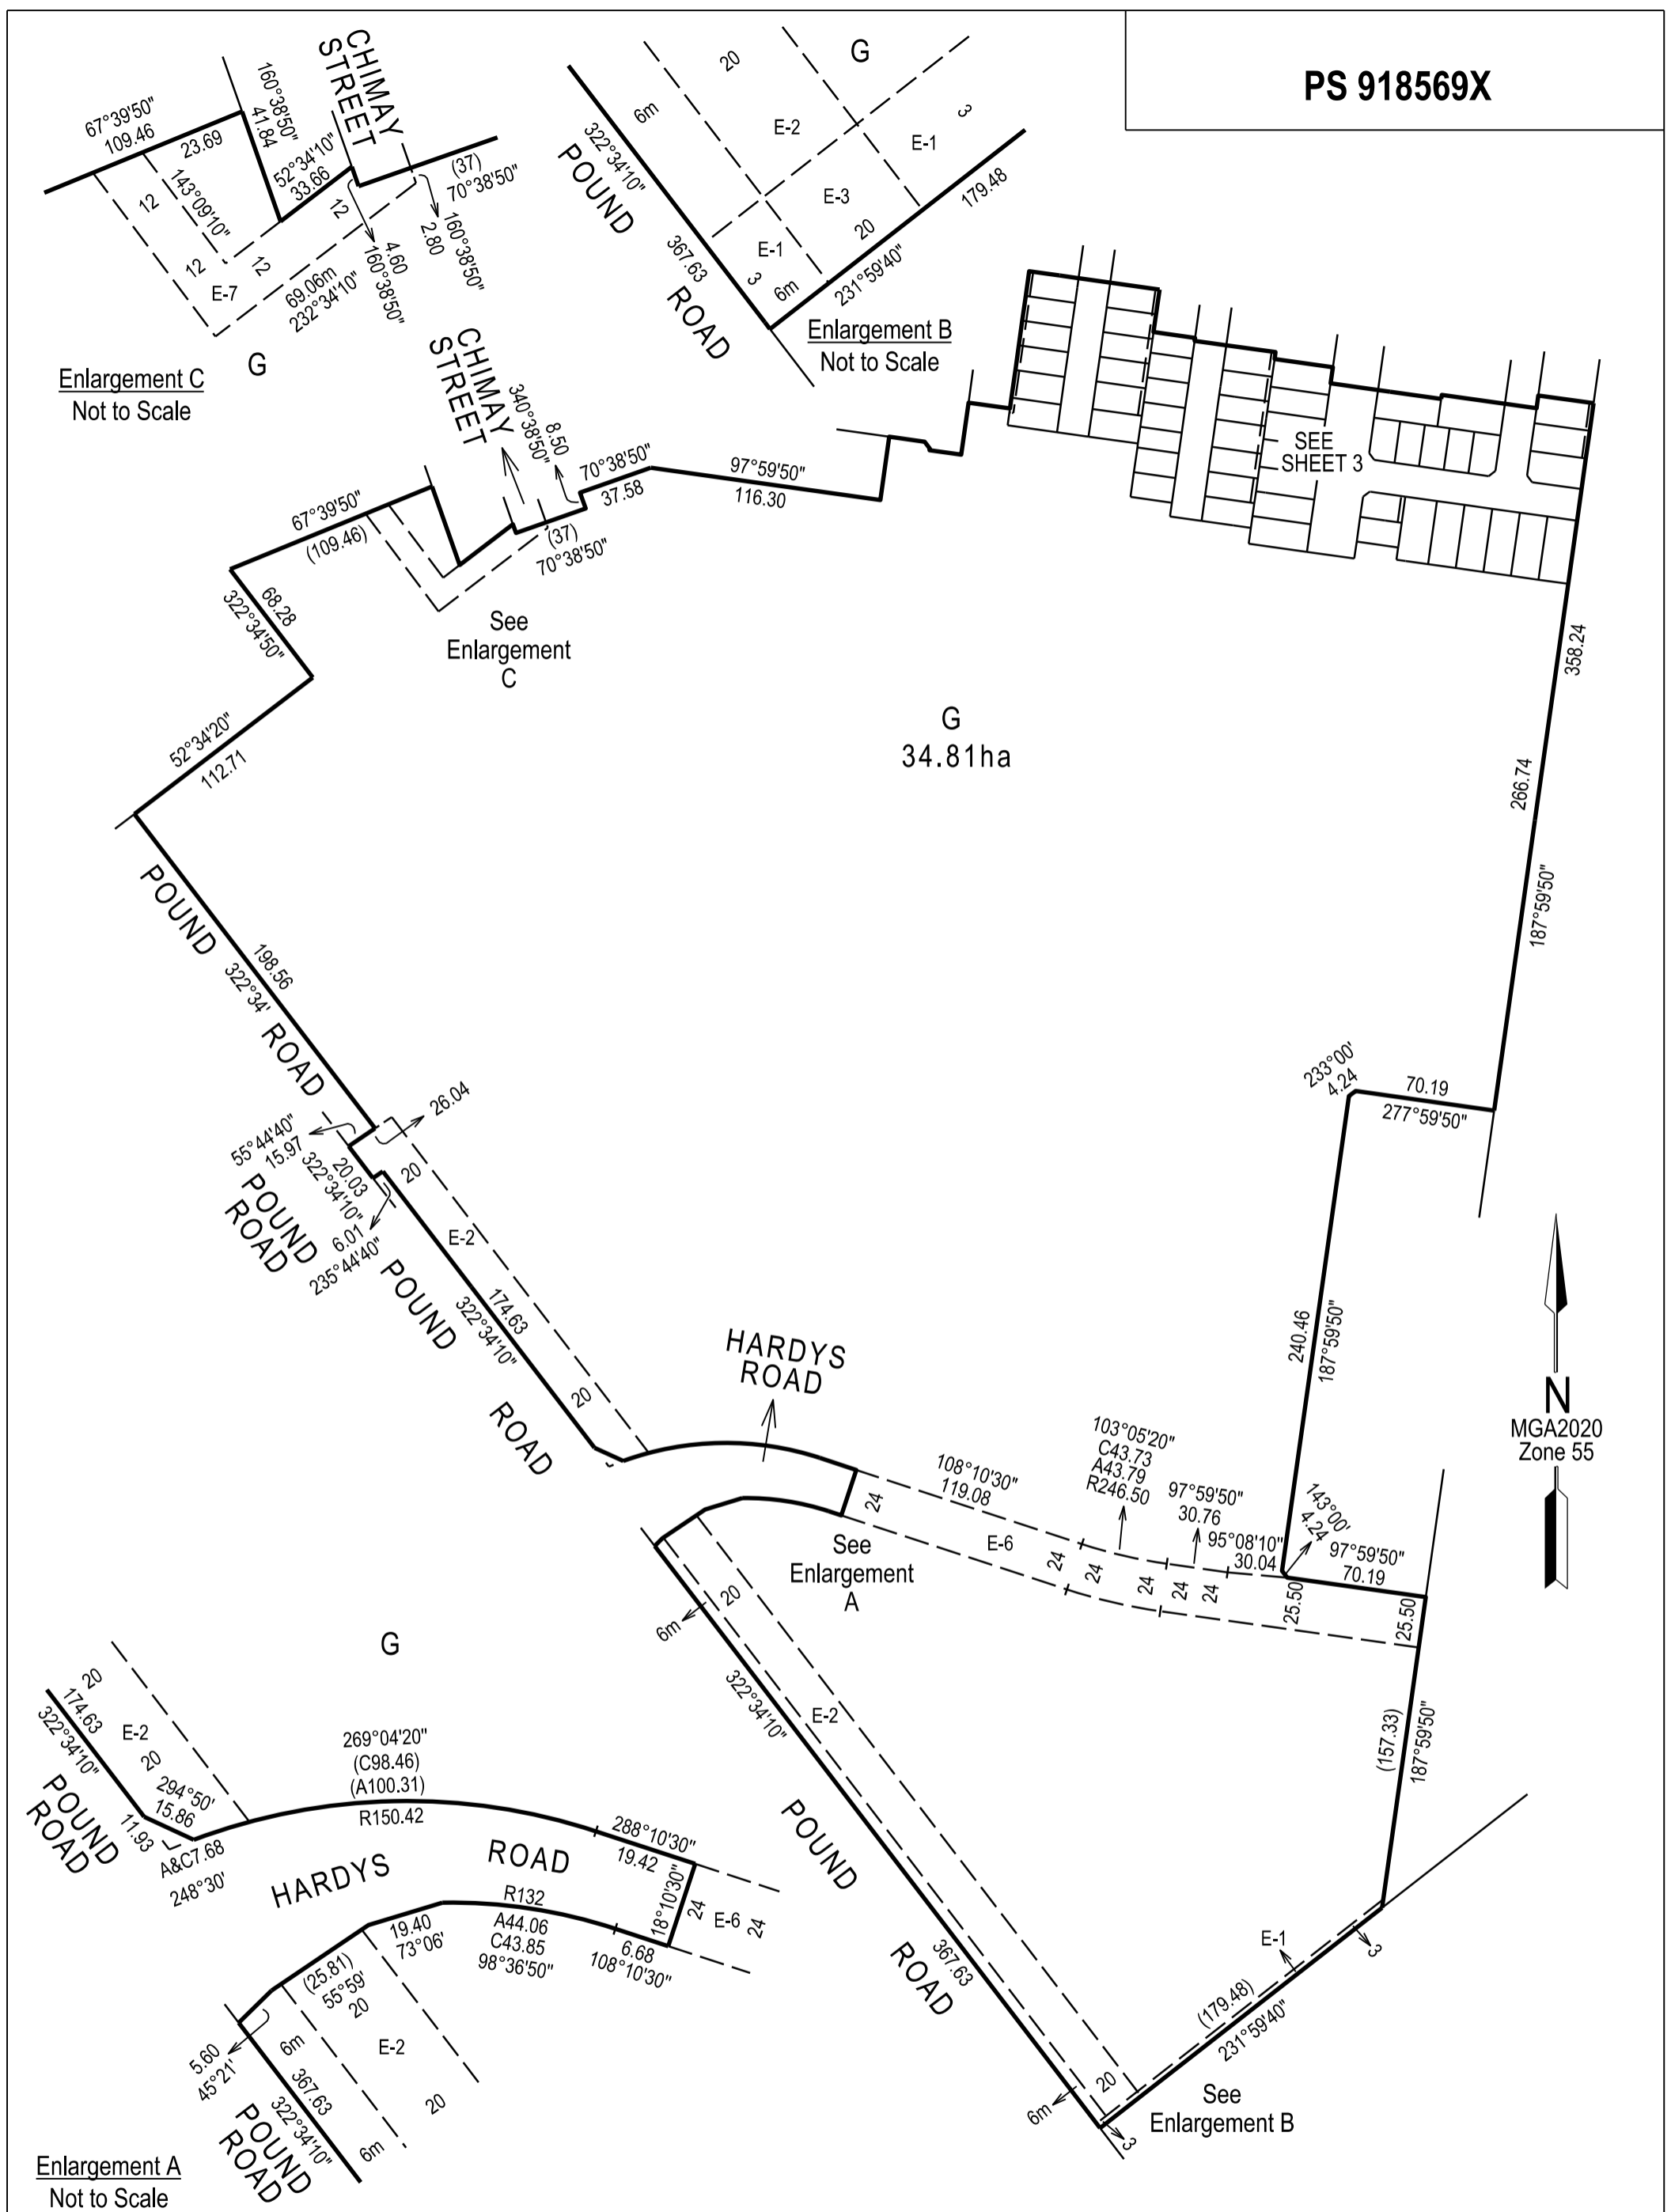 PS 918569X
67°39'50"
109.46
23.69
160°38'50"
41.84
CHIMAY
STREET
52°34'10"
33.66
(37)
70°38'50"
12
143°09'10"
12
12
12
E-7
69.06m
232°34'10"
4.60
160°38'50"
2.80
160°38'50"
G
Enlargement C
Not to Scale
20
G
6m
E-2
3
E-1
322°34'10"
POUND
E-3
20
179.48
E-1
367.63
3
6m
231°59'40"
ROAD
Enlargement B
Not to Scale
CHIMAY
STREET
340°38'50"
8.50
70°38'50"
37.58
97°59'50"
116.30
SEE
SHEET 3
67°39'50"
(109.46)
(37)
70°38'50"
68.28
322°34'50"
See
Enlargement
C
358.24
52°34'20"
112.71
G
34.81ha
266.74
187°59'50"
POUND
198.56
322°34'
ROAD
26.04
233°00'
4.24
70.19
277°59'50"
55°44'40"
15.97
20.03
322°34'10"
POUND
ROAD
6.01
235°44'40"
20
E-2
POUND
174.63
322°34'10"
20
ROAD
HARDYS
ROAD
240.46
187°59'50"
N
MGA2020
Zone 55
103°05'20"
C43.73
A43.79
R246.50
108°10'30"
119.08
97°59'50"
30.76
95°08'10"
30.04
143°00'
4.24
97°59'50"
70.19
24
E-6
24
24
24
24
24
25.50
25.50
See
Enlargement
A
20
6m
322°34'10"
E-2
POUND
367.63
ROAD
(157.33)
187°59'50"
E-1
3
(179.48)
231°59'40"
20
6m
3
See
Enlargement B
G
20
174.63
322°34'10"
E-2
20
294°50'
15.86
POUND
ROAD
11.93
A&C7.68
248°30'
269°04'20"
(C98.46)
(A100.31)
R150.42
288°10'30"
19.42
HARDYS
ROAD
18°10'30"
24
E-6
24
R132
A44.06
C43.85
98°36'50"
6.68
108°10'30"
19.40
73°06'
(25.81)
55°59'
20
E-2
6m
5.60
45°21'
367.63
322°34'10"
20
6m
POUND
ROAD
Enlargement A
Not to Scale